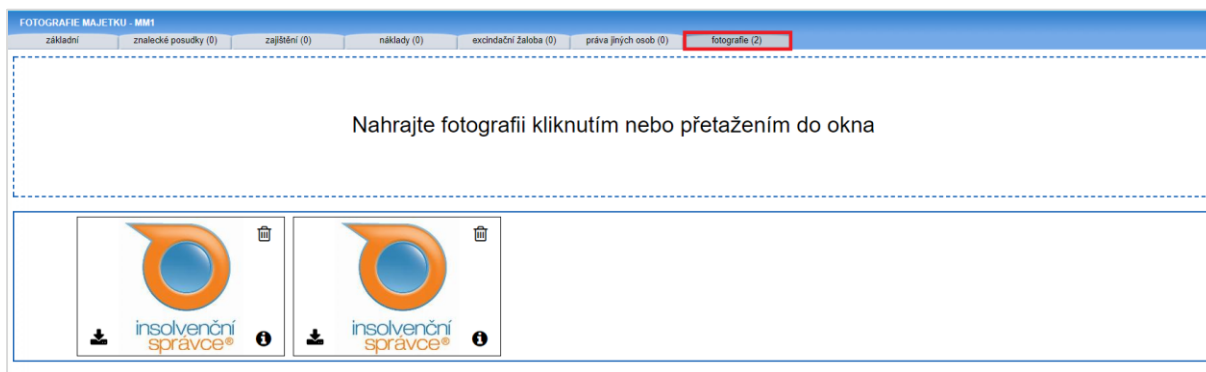 FOTOGRAFIE MAJETKU - MM1
základní znalecké posudky (0) zajištění (0) náklady (0) excindační žaloba (0) práva jiných osob (0) fotografie (2)
Nahrajte fotografii kliknutím nebo přetažením do okna
insolvenční insolvenční
správce® správce®